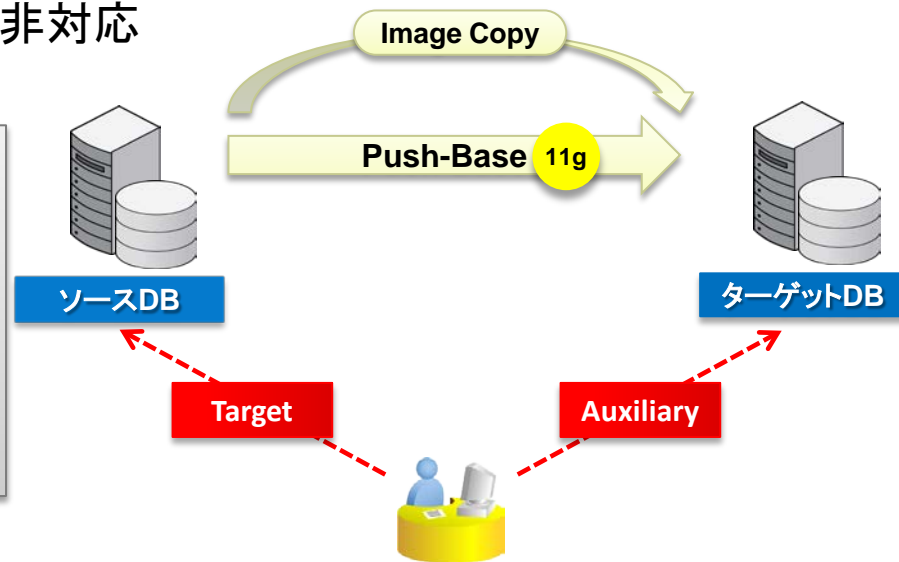 非対応
Image Copy
Push-Base 11g
ソースDB
ターゲットDB
Target
Auxiliary